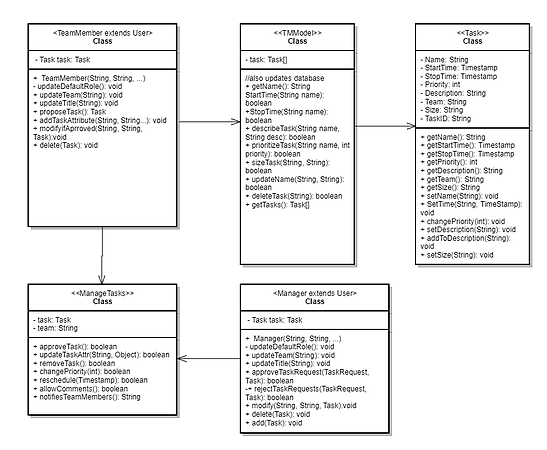 <<TeamMember extends User>
Class
- Task task: Task
+ TeamMember(String, String, ...)
- updateDefaultRole(): void
+ updateTeam(String): void
+ updateTitle(String): void
+ proposeTask(): Task
+ addTaskAttribute(String, String...): void
+ modifyifAproved(String, String,
Task):void
+ delete(Task): void
<<TMModel>>
Class
- task: Task[]
//also updates database
+ getName(): String
StartTime(String name):
boolean
+StopTime(String name):
boolean
+ describeTask(String name,
String desc): boolean
+ prioritizeTask(String name, int
priority): boolean
+ sizeTask(String, String):
boolean
+ updateName(String, String):
boolean
+ deleteTask(String): boolean
+ getTasks(): Task[]
<<Task>>
Class
- Name: String
- StartTime: Timestamp
- StopTime: Timestamp
- Priority: int
- Description: String
- Team: String
- Size: String
- TaskID: String
+ getName(): String
+ getStartTime(): Timestamp
+ getStopTime(): Timestamp
+ getPriority(): int
+ getDescription(): String
+ getTeam(): String
+ getSize(): String
+ setName(String): void
+ SetTime(String, TimeStamp):
void
+ changePriority(int): void
+ setDescription(String): void
+ addToDescription(String):
void
+ setSize(String): void
<<ManageTasks>>
Class
- task: Task
- team: String
+ approveTask(): boolean
+ updateTaskAttr(String, Object): boolean
+ removeTask(): boolean
+ changePriority(int): boolean
+ reschedule(Timestamp): boolean
+ allowComments(): boolean
+ notifiesTeamMembers(): String
<Manager extends User>
Class
- Task task: Task
+ Manager(String, String, ...)
- updateDefaultRole(): void
+ updateTeam(String): void
+ updateTitle(String): void
+ approveTaskRequest(TaskRequest,
Task): boolean
-+ rejectTaskRequests(TaskRequest,
Task): boolean
+ modify(String, String, Task):void
+ delete(Task): void
+ add(Task): void